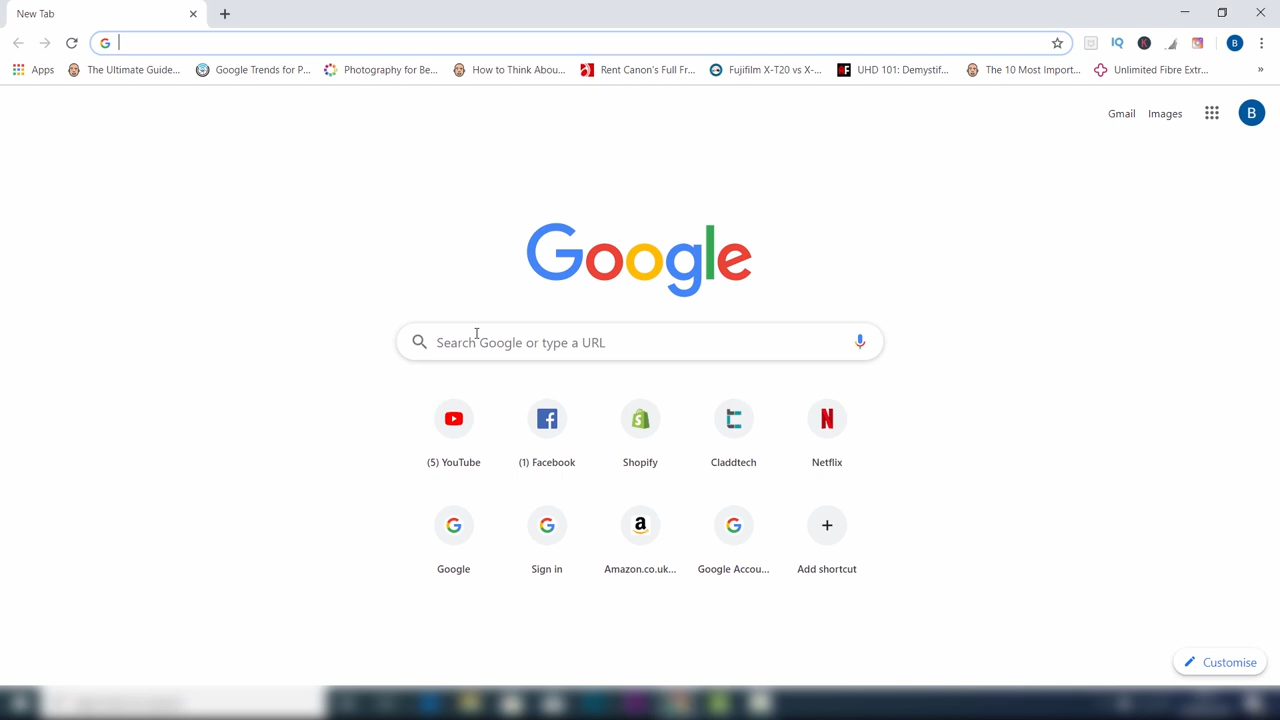 New Tab
Apps
The Ultimate Guide...
Google Trends for P...
Photography for Be...
How to Think Abou...
Rent Canon's Full Fr...
Fujifilm X-T20 vs X-...
UHD 101: Demystif...
The 10 Most Import...
Unlimited Fibre Extr...
»
Gmail
Images
B
Google
Search Google or type a URL
(5) YouTube
(1) Facebook
Shopify
Claddtech
Netflix
Google
Sign in
Amazon.co.uk...
Google Accou...
Add shortcut
Customise